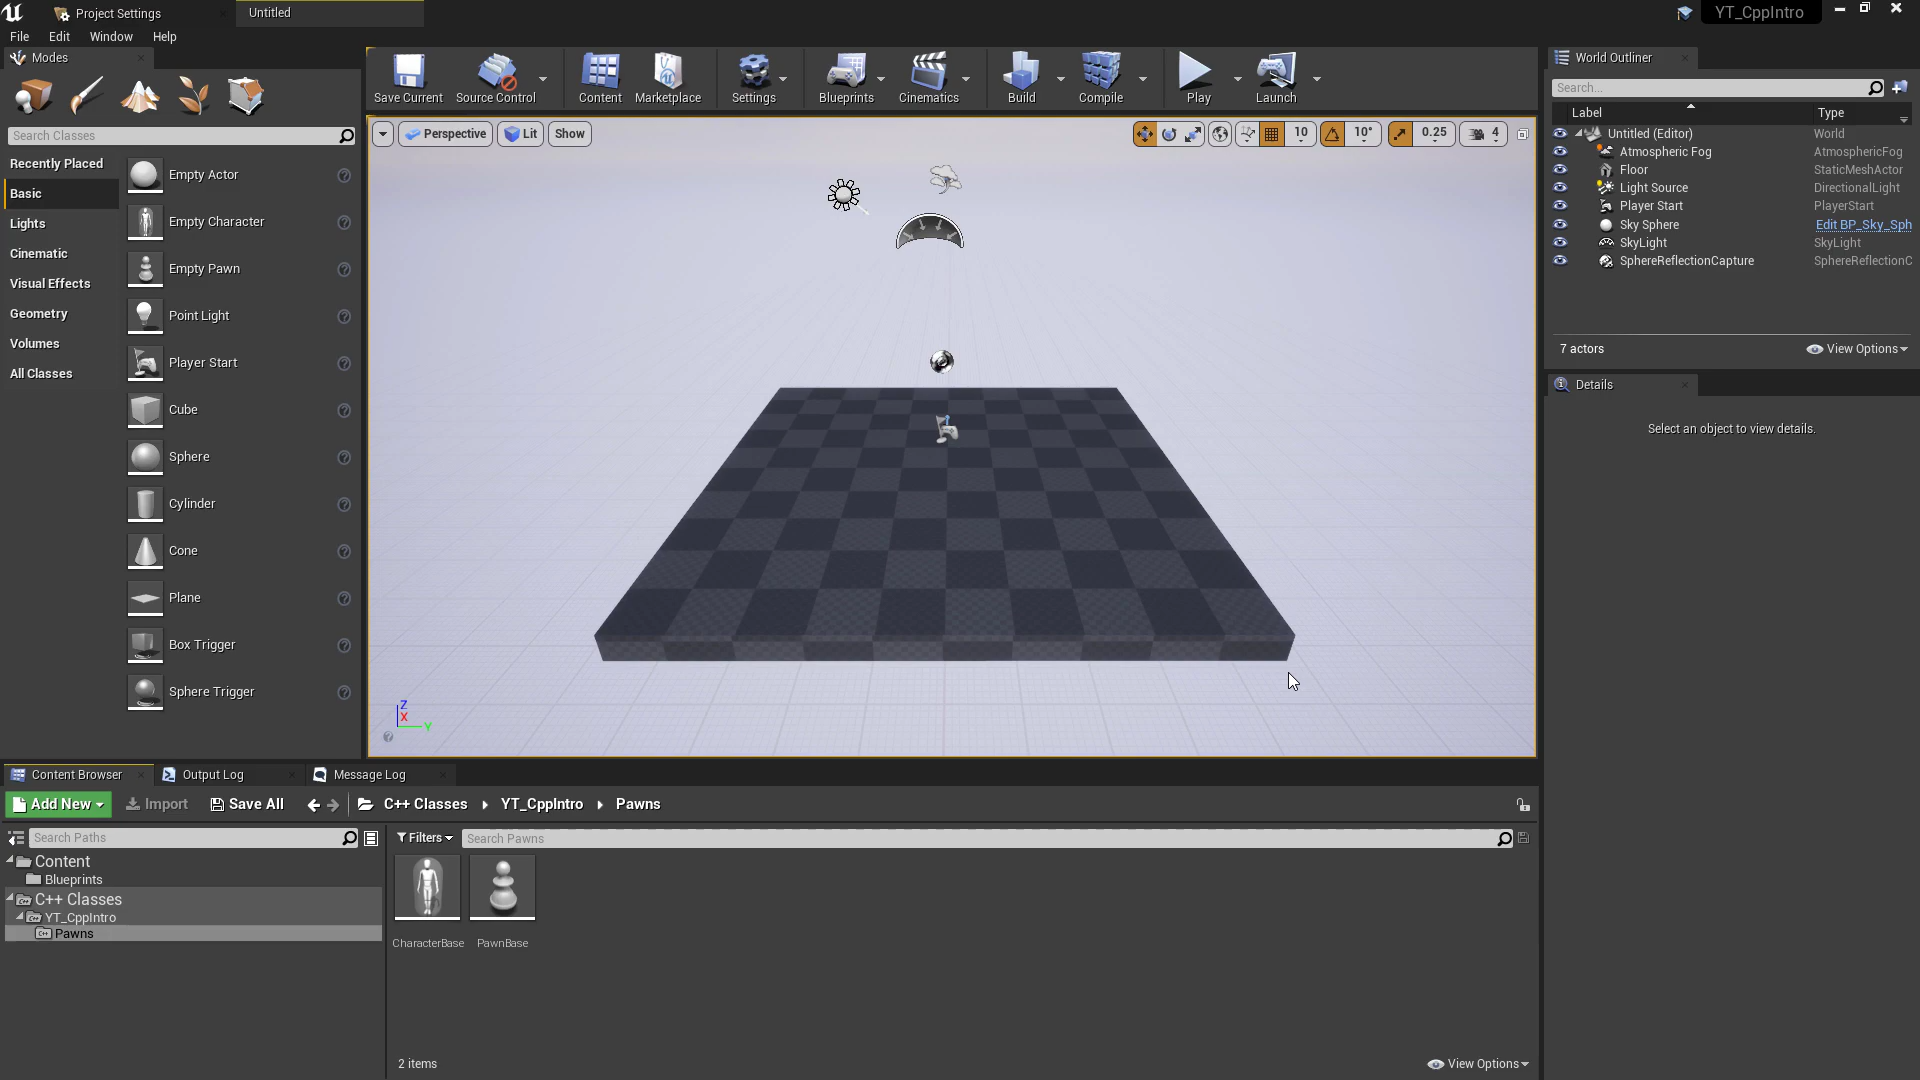 Project Settings
Untitled
YT_CppIntro
File Edit Window Help
Modes
Save Current
Source Control
Content
Marketplace
Settings
Blueprints
Cinematics
Build
Compile
Play
Launch
Search Classes
Recently Placed
Basic
Lights
Cinematic
Visual Effects
Geometry
Volumes
All Classes
Empty Actor
Empty Character
Empty Pawn
Point Light
Player Start
Cube
Sphere
Cylinder
Cone
Plane
Box Trigger
Sphere Trigger
Perspective
Lit
Show
10
10°
0.25
4
Z
X
Y
World Outliner
Search...
Label Type
Untitled (Editor) World
Atmospheric Fog AtmosphericFog
Floor StaticMeshActor
Light Source DirectionalLight
Player Start PlayerStart
Sky Sphere Edit BP_Sky_Sph
SkyLight SkyLight
SphereReflectionCapture SphereReflectionC
7 actors
View Options
Details
Select an object to view details.
Content Browser
Output Log
Message Log
Add New
Import
Save All
C++ Classes
YT_CppIntro
Pawns
Search Paths
Content
Blueprints
C++ Classes
YT_CppIntro
Pawns
Filters
Search Pawns
CharacterBase
PawnBase
2 items
View Options